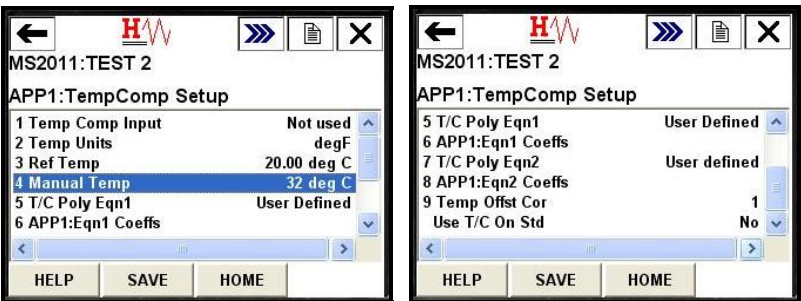 H
MS2011:TEST 2
APP1:TempComp Setup
1 Temp Comp Input Not used
2 Temp Units degF
3 Ref Temp 20.00 deg C
4 Manual Temp 32 deg C
5 T/C Poly Eqn1 User Defined
6 APP1:Eqn1 Coeffs
HELP SAVE HOME
H
MS2011:TEST 2
APP1:TempComp Setup
5 T/C Poly Eqn1 User Defined
6 APP1:Eqn1 Coeffs
7 T/C Poly Eqn2 User defined
8 APP1:Eqn2 Coeffs
9 Temp Offst Cor 1
Use T/C On Std No
HELP SAVE HOME